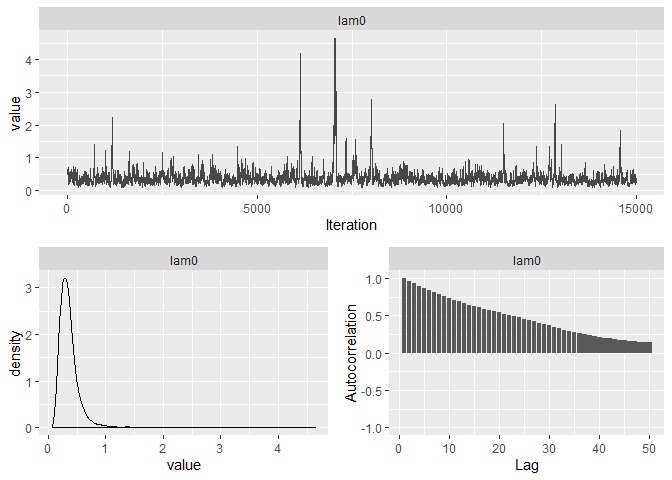 lam0
value
4
3
2
1
0
0 5000 10000 15000
Iteration
lam0
density
3
2
1
0
0 1 2 3 4
value
lam0
Autocorrelation
1.0
0.5
0.0
-0.5
-1.0
0 10 20 30 40 50
Lag